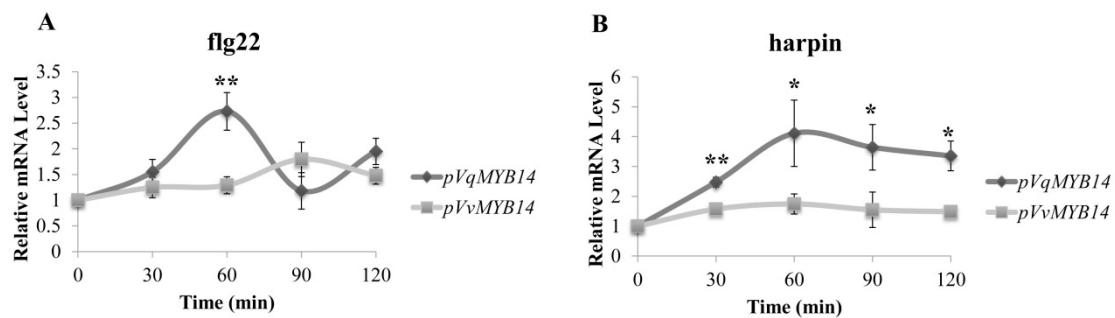 A
flg22
Relative mRNA Level
3.5
3
2.5
2
1.5
1
0.5
0
**
0 30 60 90 120
Time (min)
pVqMYB14
pVvMYB14
B
harpin
Relative mRNA Level
6
5
4
3
2
1
0
**
*
*
*
0 30 60 90 120
Time (min)
pVqMYB14
pVvMYB14